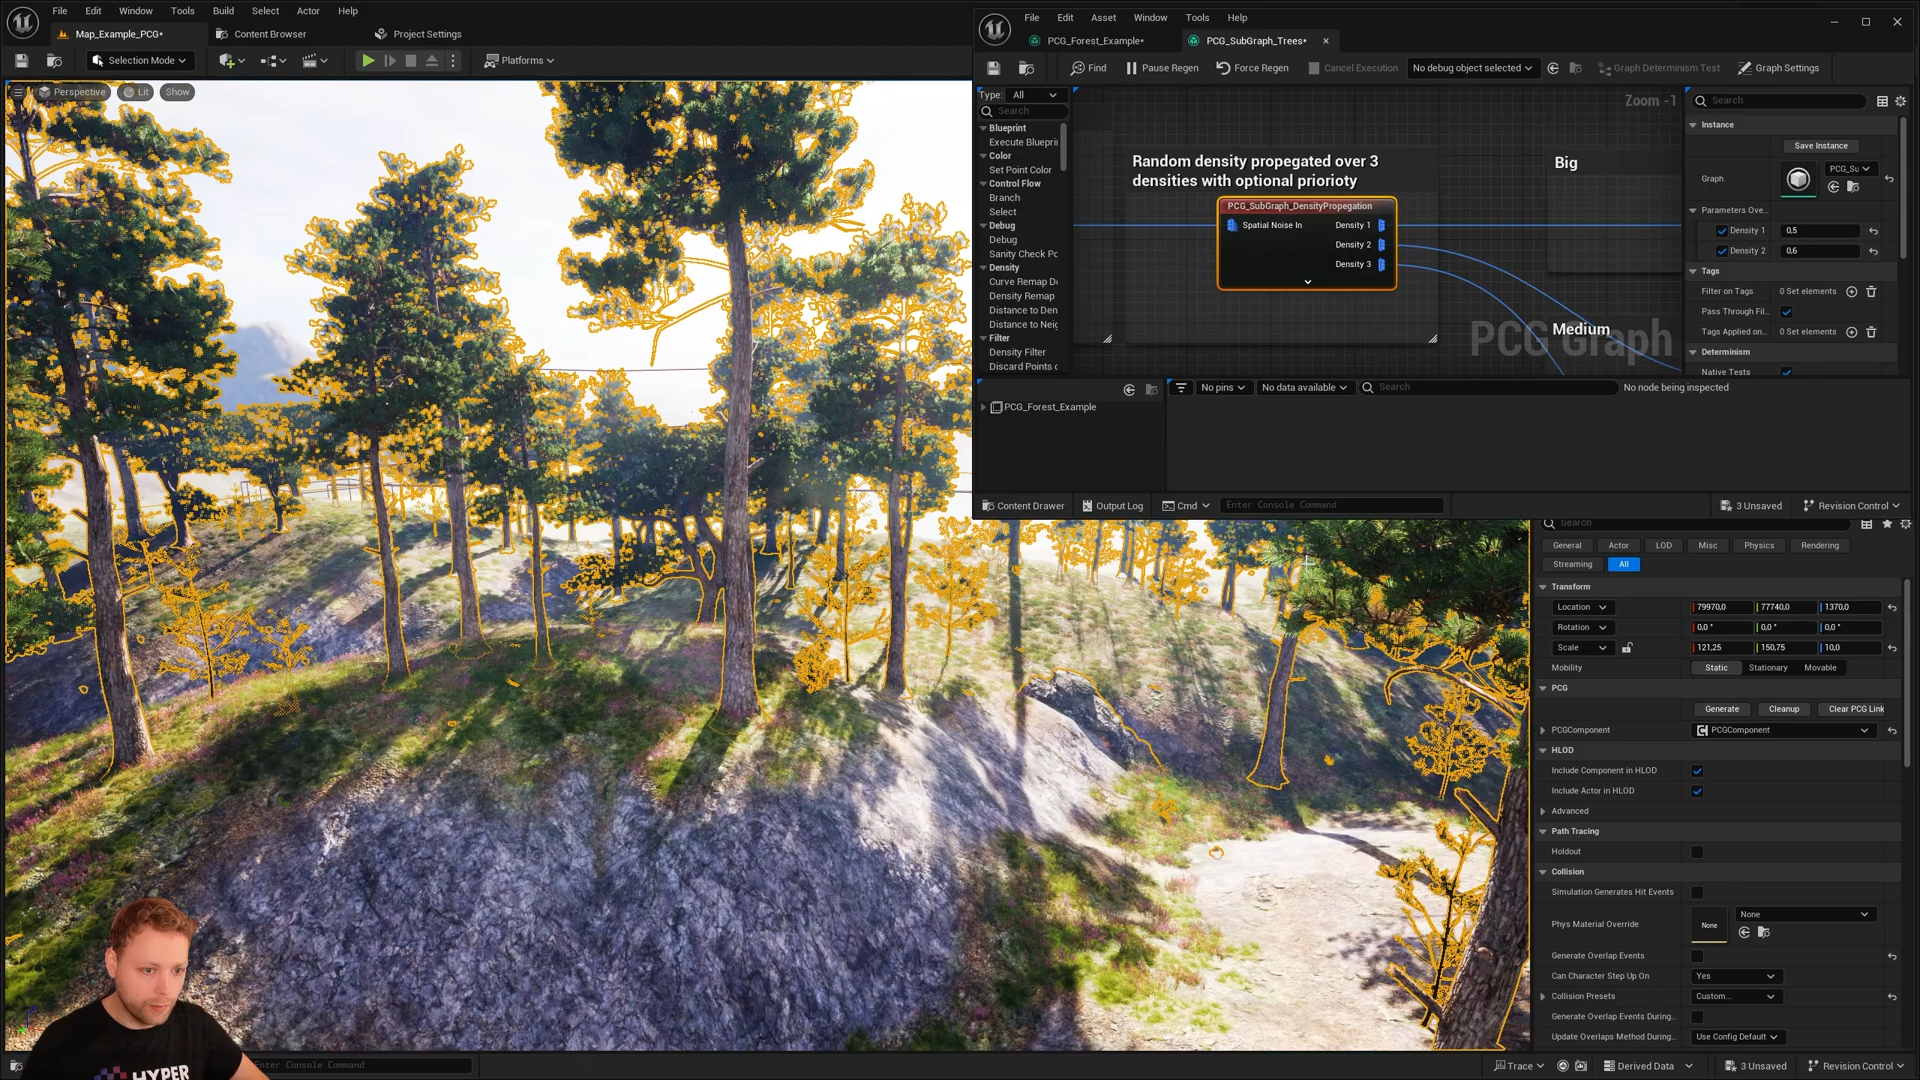 File Edit Window Tools Build Select Actor Help
Map_Example_PCG* Content Browser Project Settings
Selection Mode Platforms
Perspective Lit Show
File Edit Asset Window Tools Help
PCG_Forest_Example* PCG_SubGraph_Trees*
Find Pause Regen Force Regen Cancel Execution No debug object selected Graph Determinism Test Graph Settings
Type: All
Search
Blueprint
Execute Blueprin
Color
Set Point Color
Control Flow
Branch
Select
Debug
Debug
Sanity Check Po
Density
Curve Remap De
Density Remap
Distance to Den
Distance to Neig
Filter
Density Filter
Discard Points o
Zoom -1
Random density propegated over 3
densities with optional priorioty
PCG_SubGraph_DensityPropegation
Spatial Noise In Density 1
Density 2
Density 3
Big
Medium
PCG Graph
Search
Instance
Save Instance
Graph PCG_Su
Parameters Ove...
Density 1 0,5
Density 2 0,6
Tags
Filter on Tags 0 Set elements
Pass Through Fil...
Tags Applied on... 0 Set elements
Determinism
Native Tests
PCG_Forest_Example
No pins No data available Search No node being inspected
Content Drawer Output Log Cmd Enter Console Command 3 Unsaved Revision Control
Search
General Actor LOD Misc Physics Rendering
Streaming All
Transform
Location 79970,0 77740,0 1370,0
Rotation 0,0 ° 0,0 ° 0,0 °
Scale 121,25 150,75 10,0
Mobility Static Stationary Movable
PCG
Generate Cleanup Clear PCG Link
PCGComponent PCGComponent
HLOD
Include Component in HLOD
Include Actor in HLOD
Advanced
Path Tracing
Holdout
Collision
Simulation Generates Hit Events
Phys Material Override None None
Generate Overlap Events
Can Character Step Up On Yes
Collision Presets Custom...
Generate Overlap Events During...
Update Overlaps Method During... Use Config Default
HYPER
Enter Console Command Trace Derived Data 3 Unsaved Revision Control